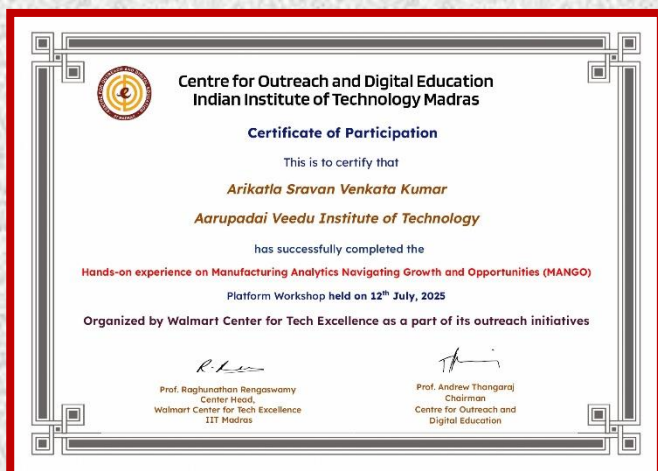 Centre for Outreach and Digital Education
Indian Institute of Technology Madras
Certificate of Participation
This is to certify that
Arikatla Sravan Venkata Kumar
Aarupadai Veedu Institute of Technology
has successfully completed the
Hands-on experience on Manufacturing Analytics Navigating Growth and Opportunities (MANGO)
Platform Workshop held on 12th July, 2025
Organized by Walmart Center for Tech Excellence as a part of its outreach initiatives
Prof. Raghunathan Rengaswamy
Center Head,
Walmart Center for Tech Excellence
IIT Madras
Prof. Andrew Thangaraj
Chairman
Centre for Outreach and
Digital Education